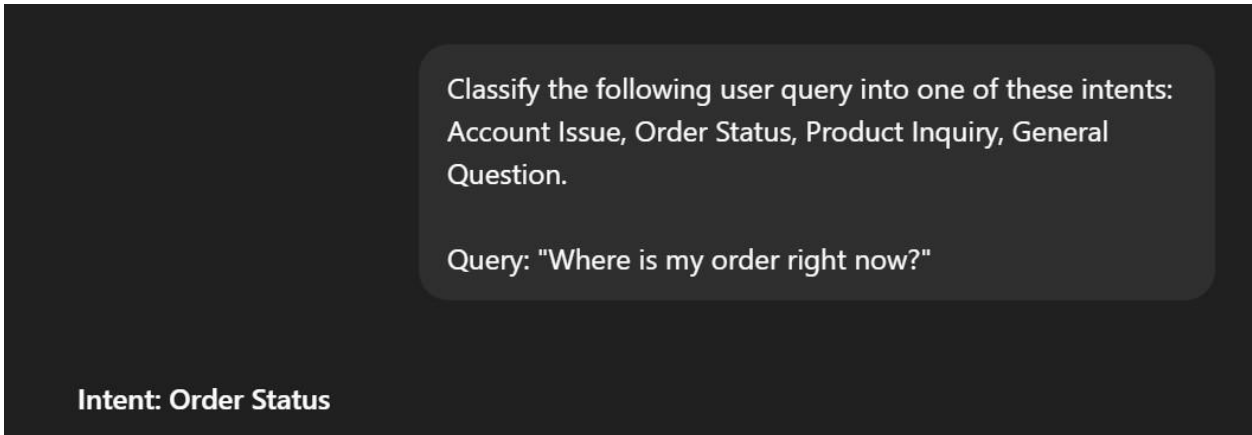 Classify the following user query into one of these intents:
Account Issue, Order Status, Product Inquiry, General
Question.
Query: "Where is my order right now?"
Intent: Order Status